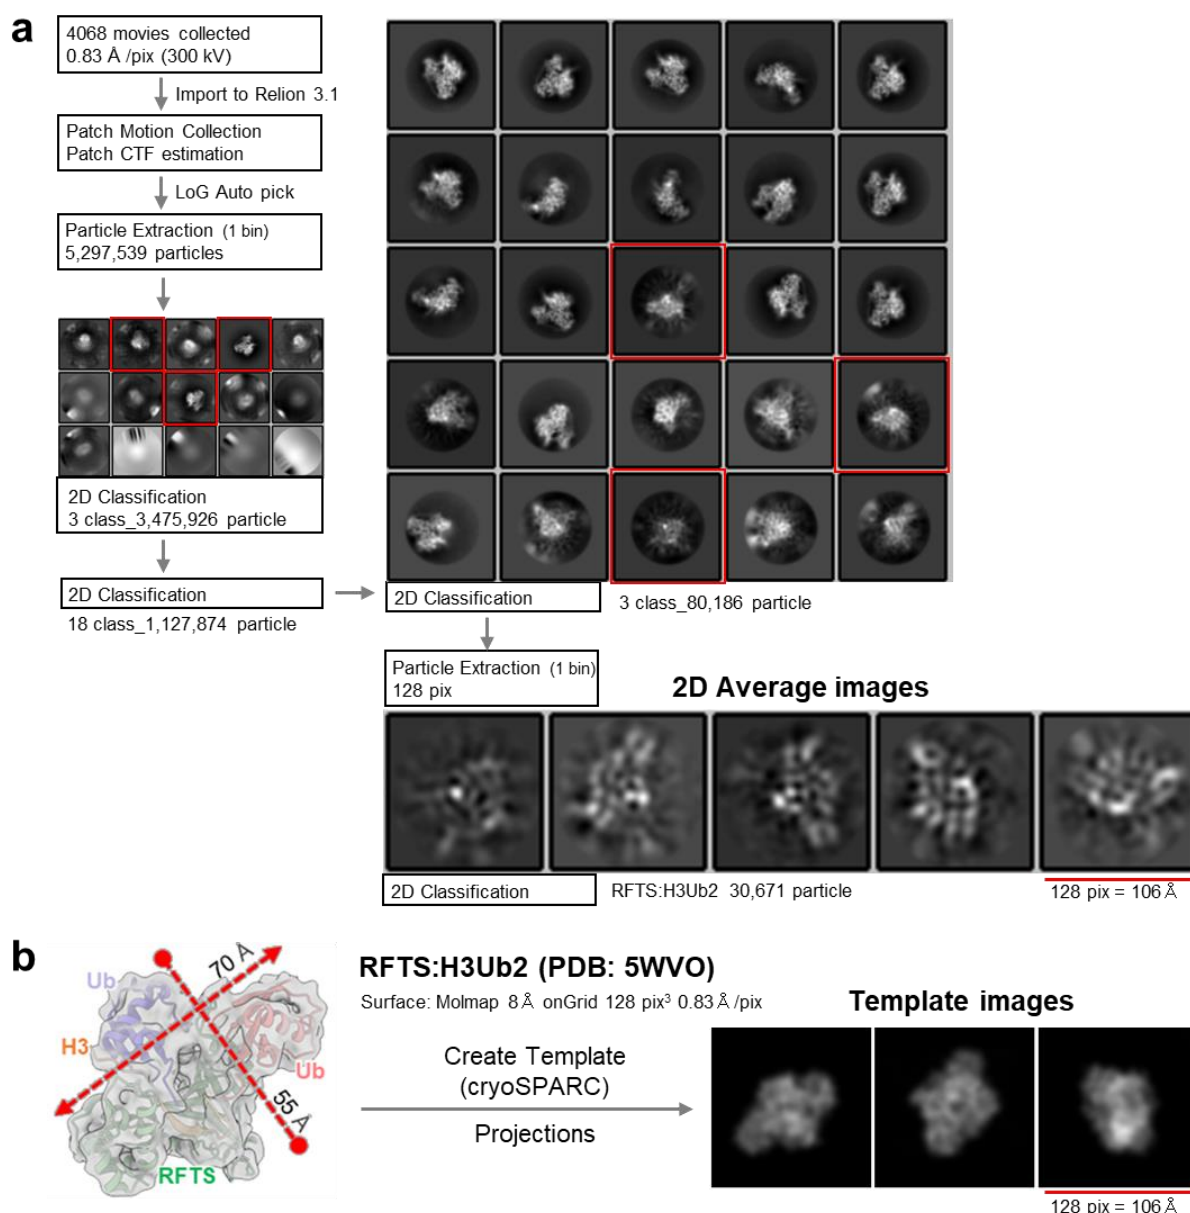 a
4068 movies collected
0.83 Å /pix (300 kV)
Import to Relion 3.1
Patch Motion Collection
Patch CTF estimation
LoG Auto pick
Particle Extraction (1 bin)
5,297,539 particles
2D Classification
3 class_3,475,926 particle
2D Classification
18 class_1,127,874 particle
2D Classification
3 class_80,186 particle
Particle Extraction (1 bin)
128 pix
2D Average images
2D Classification
RFTS:H3Ub2 30,671 particle
128 pix = 106 Å
b
70 Å
Ub
H3
Ub
55 Å
RFTS
RFTS:H3Ub2 (PDB: 5WVO)
Surface: Molmap 8 Å onGrid 128 pix³ 0.83 Å /pix
Create Template
(cryoSPARC)
Projections
Template images
128 pix = 106 Å